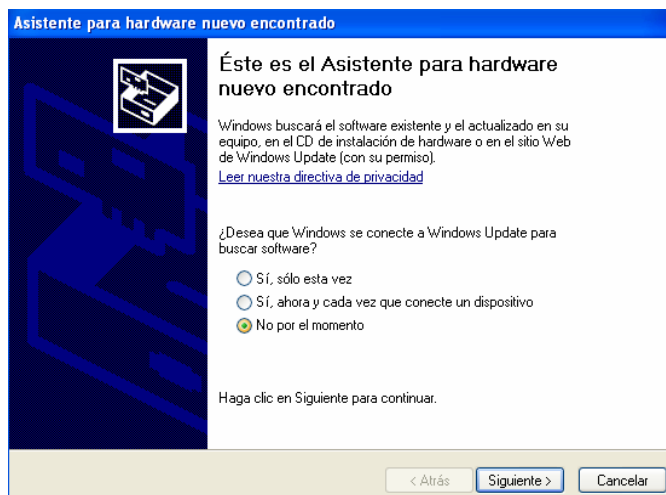 Asistente para hardware nuevo encontrado
Éste es el Asistente para hardware
nuevo encontrado
Windows buscará el software existente y el actualizado en su
equipo, en el CD de instalación de hardware o en el sitio Web
de Windows Update (con su permiso).
Leer nuestra directiva de privacidad
¿Desea que Windows se conecte a Windows Update para
buscar software?
Sí, sólo esta vez
Sí, ahora y cada vez que conecte un dispositivo
No por el momento
Haga clic en Siguiente para continuar.
< Atrás
Siguiente >
Cancelar